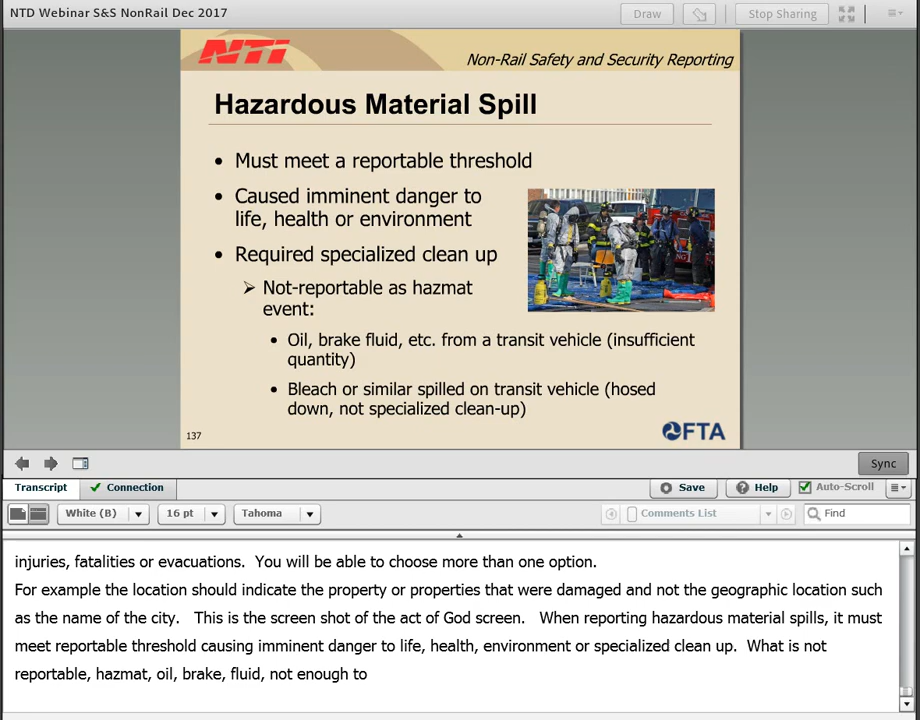 NTD Webinar S&S NonRail Dec 2017
Draw
Stop Sharing
NTI
Non-Rail Safety and Security Reporting
Hazardous Material Spill
• Must meet a reportable threshold
• Caused imminent danger to
life, health or environment
• Required specialized clean up
➢ Not-reportable as hazmat
event:
• Oil, brake fluid, etc. from a transit vehicle (insufficient
quantity)
• Bleach or similar spilled on transit vehicle (hosed
down, not specialized clean-up)
137
FTA
Sync
Transcript
Connection
Save
Help
Auto-Scroll
White (B)
16 pt
Tahoma
Comments List
Find
injuries, fatalities or evacuations.  You will be able to choose more than one option.
For example the location should indicate the property or properties that were damaged and not the geographic location such
as the name of the city.   This is the screen shot of the act of God screen.   When reporting hazardous material spills, it must
meet reportable threshold causing imminent danger to life, health, environment or specialized clean up.  What is not
reportable, hazmat, oil, brake, fluid, not enough to